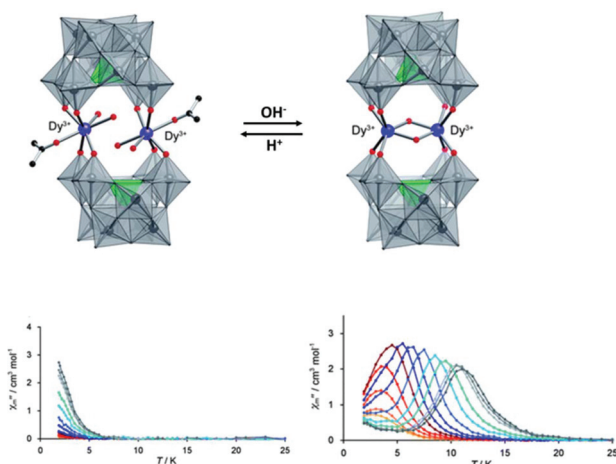 Dy³⁺
Dy³⁺
OH⁻
H⁺
Dy³⁺
Dy³⁺
χₘ″ / cm³ mol⁻¹
4
3
2
1
0
0 5 10 15 20 25
T / K
χₘ″ / cm³ mol⁻¹
3
2
1
0
0 5 10 15 20 25
T / K